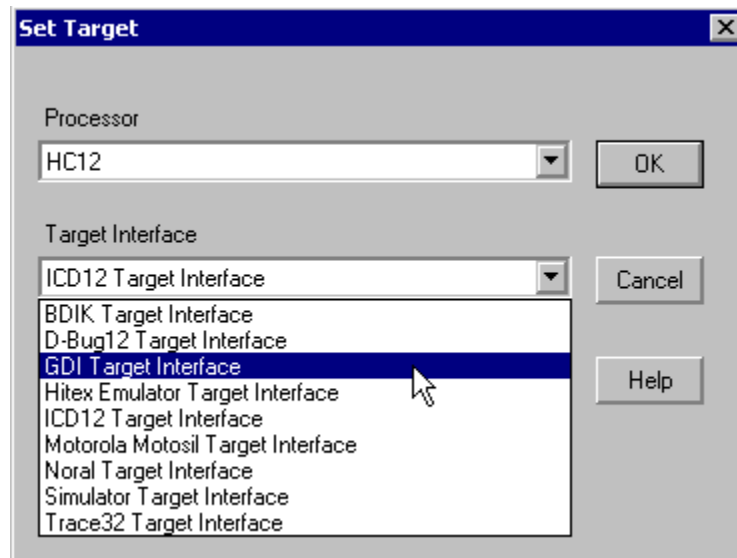 Set Target
Processor
HC12
OK
Target Interface
ICD12 Target Interface
Cancel
BDIK Target Interface
D-Bug12 Target Interface
GDI Target Interface
Help
Hitex Emulator Target Interface
ICD12 Target Interface
Motorola Motosil Target Interface
Noral Target Interface
Simulator Target Interface
Trace32 Target Interface